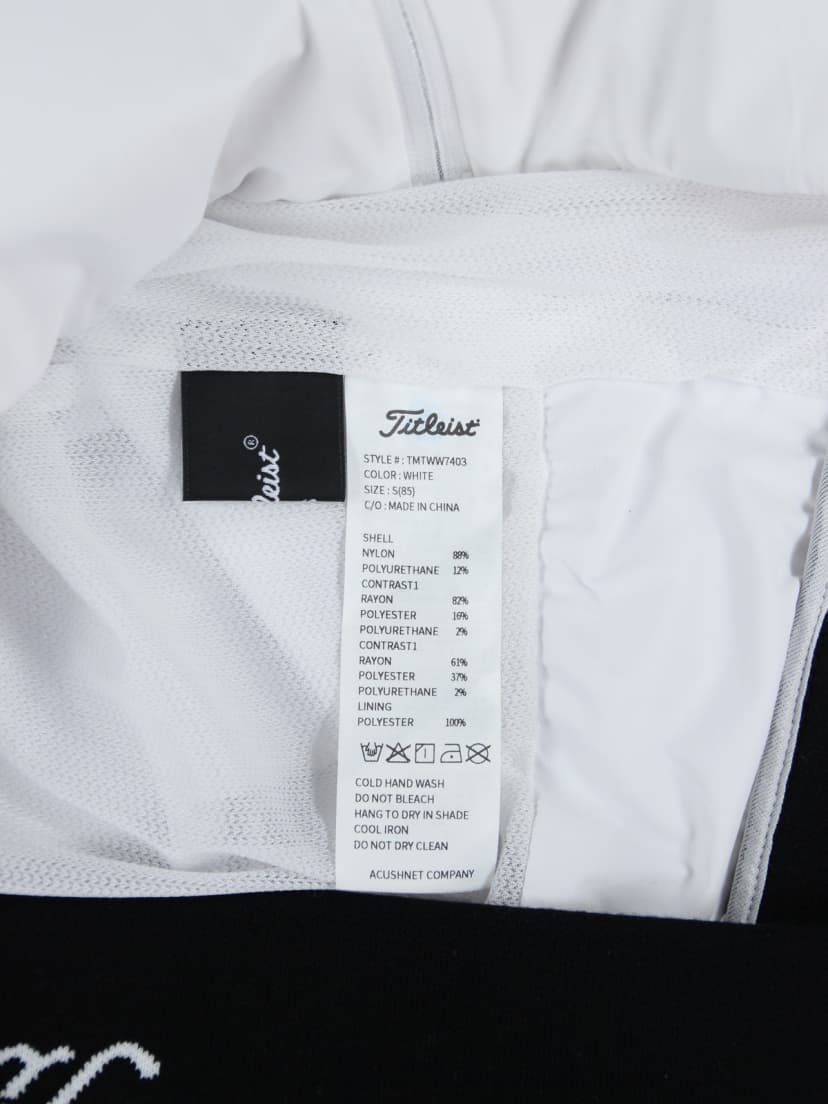 Titleist
STYLE # : TMTWW7403
COLOR : WHITE
SIZE : S(85)
C/O : MADE IN CHINA
SHELL
NYLON 88%
POLYURETHANE 12%
CONTRAST1
RAYON 82%
POLYESTER 16%
POLYURETHANE 2%
CONTRAST1
RAYON 61%
POLYESTER 37%
POLYURETHANE 2%
LINING
POLYESTER 100%
COLD HAND WASH
DO NOT BLEACH
HANG TO DRY IN SHADE
COOL IRON
DO NOT DRY CLEAN
ACUSHNET COMPANY
leist®